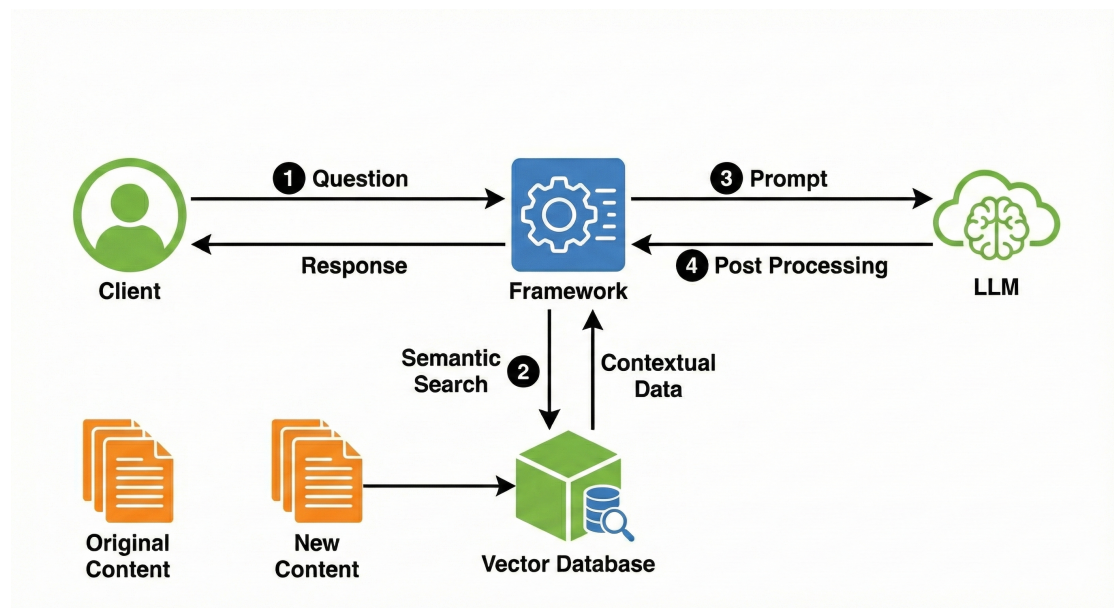 1 Question
3 Prompt
Response
4 Post Processing
Client
Framework
LLM
Semantic
Search
2
Contextual
Data
Original
Content
New
Content
Vector Database